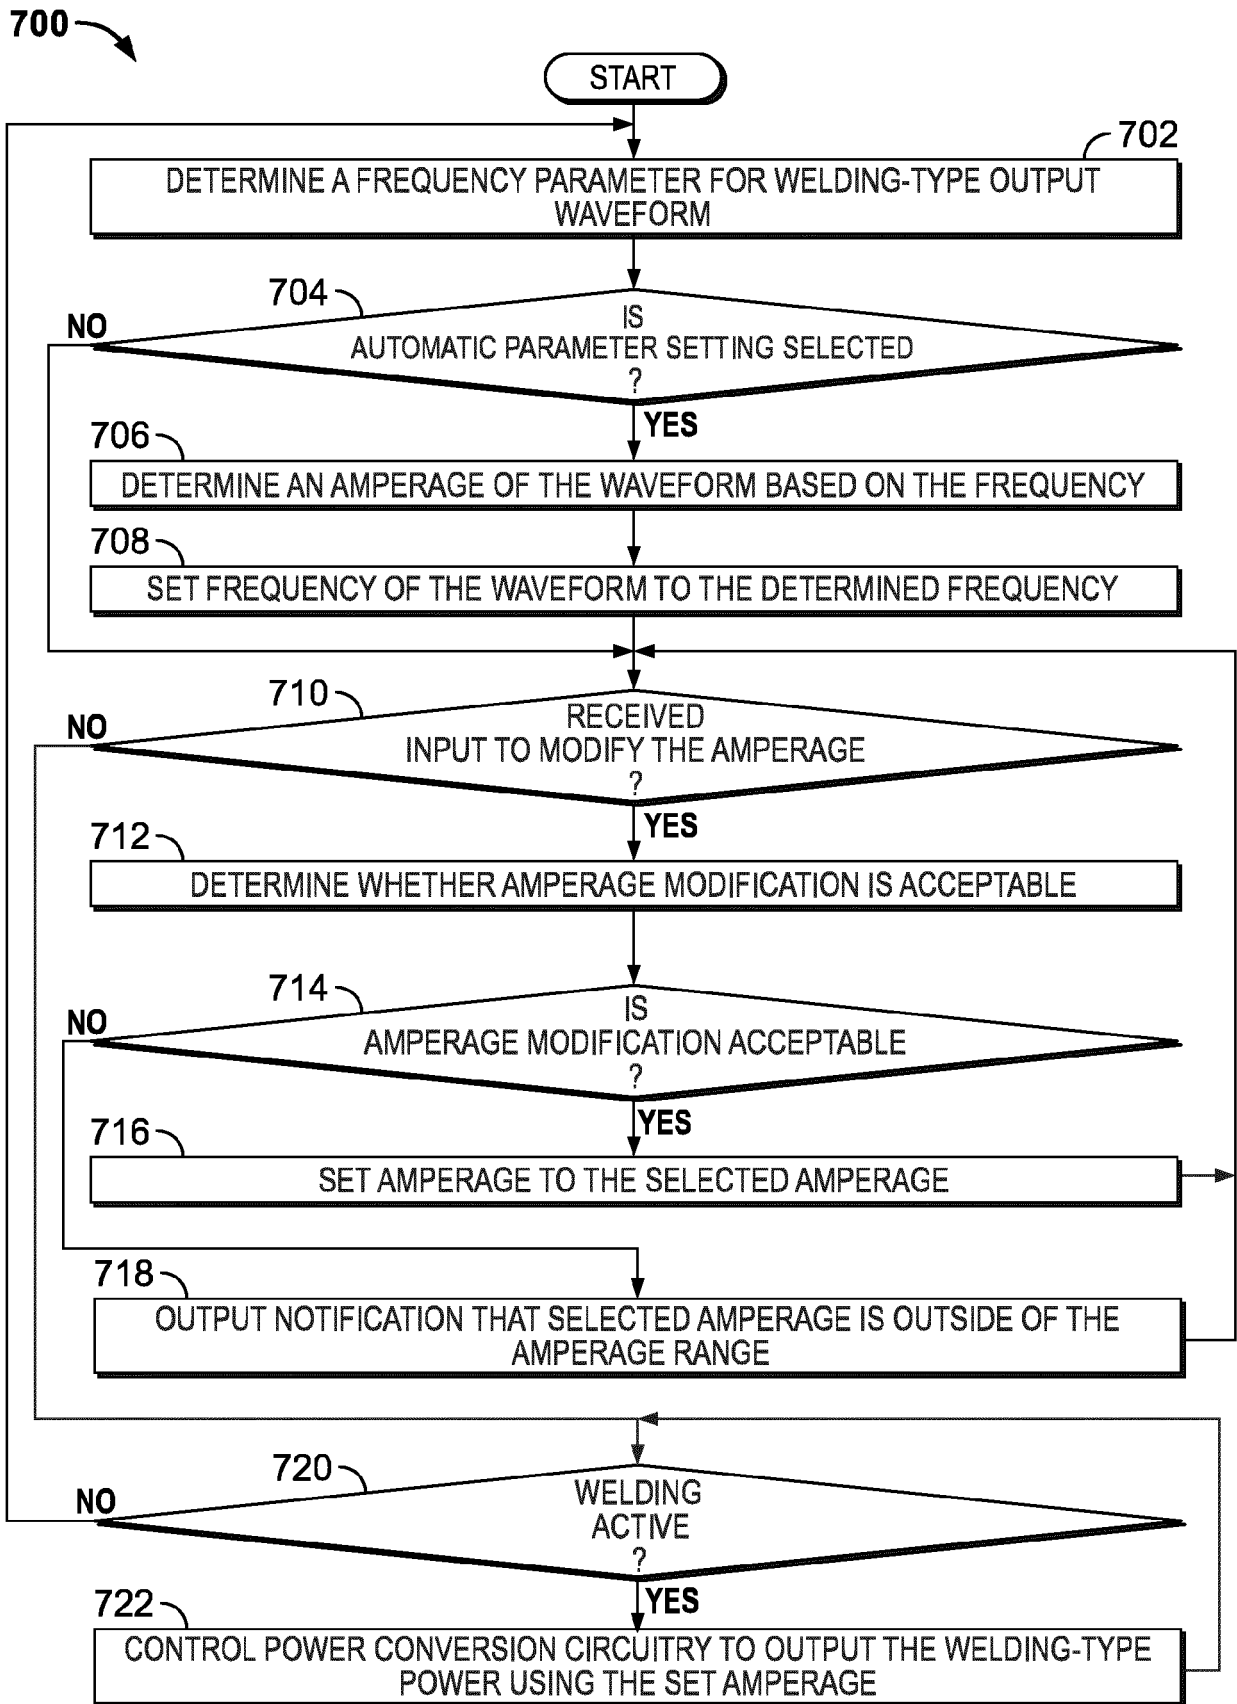 700
START
702
DETERMINE A FREQUENCY PARAMETER FOR WELDING-TYPE OUTPUT
WAVEFORM
704
NO
IS
AUTOMATIC PARAMETER SETTING SELECTED
?
YES
706
DETERMINE AN AMPERAGE OF THE WAVEFORM BASED ON THE FREQUENCY
708
SET FREQUENCY OF THE WAVEFORM TO THE DETERMINED FREQUENCY
710
NO
RECEIVED
INPUT TO MODIFY THE AMPERAGE
?
YES
712
DETERMINE WHETHER AMPERAGE MODIFICATION IS ACCEPTABLE
714
NO
IS
AMPERAGE MODIFICATION ACCEPTABLE
?
YES
716
SET AMPERAGE TO THE SELECTED AMPERAGE
718
OUTPUT NOTIFICATION THAT SELECTED AMPERAGE IS OUTSIDE OF THE
AMPERAGE RANGE
720
NO
WELDING
ACTIVE
?
YES
722
CONTROL POWER CONVERSION CIRCUITRY TO OUTPUT THE WELDING-TYPE
POWER USING THE SET AMPERAGE